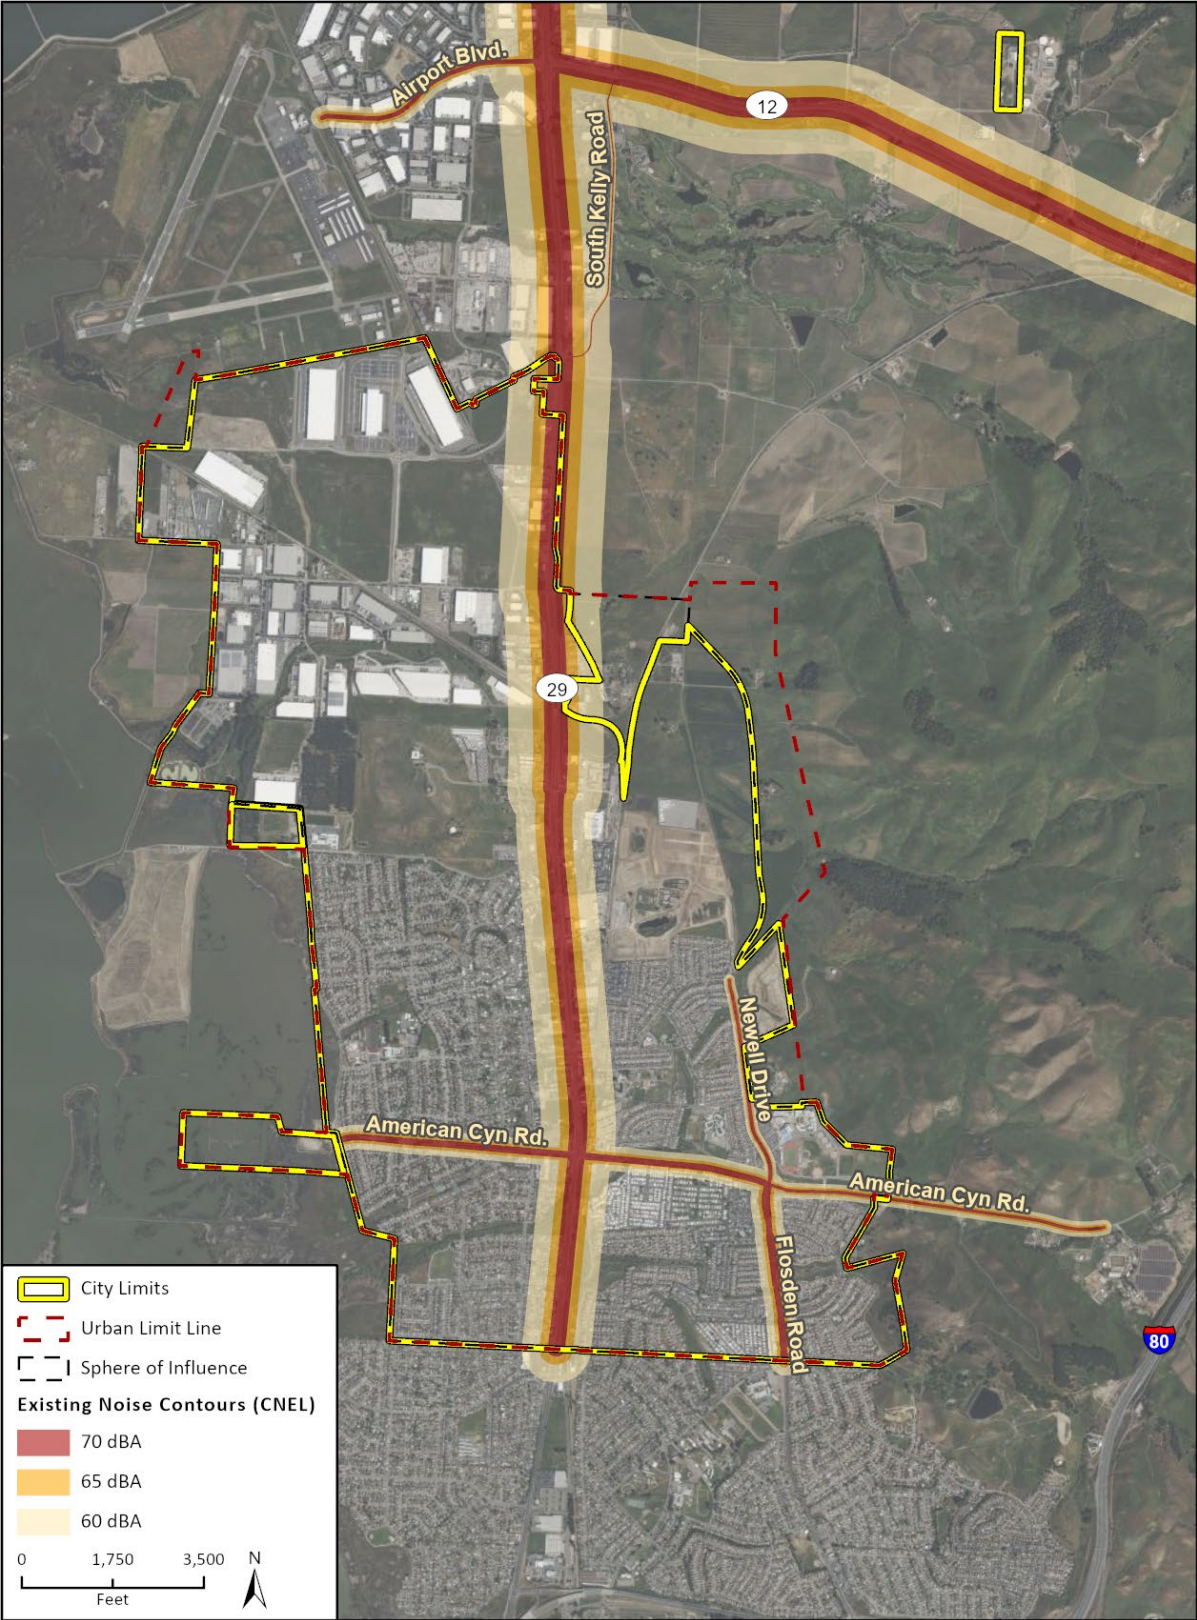 Airport Blvd.
12
South Kelly Road
29
Newell Drive
American Cyn Rd.
American Cyn Rd.
Flosden Road
80
City Limits
Urban Limit Line
Sphere of Influence
Existing Noise Contours (CNEL)
70 dBA
65 dBA
60 dBA
0 1,750 3,500 N
Feet